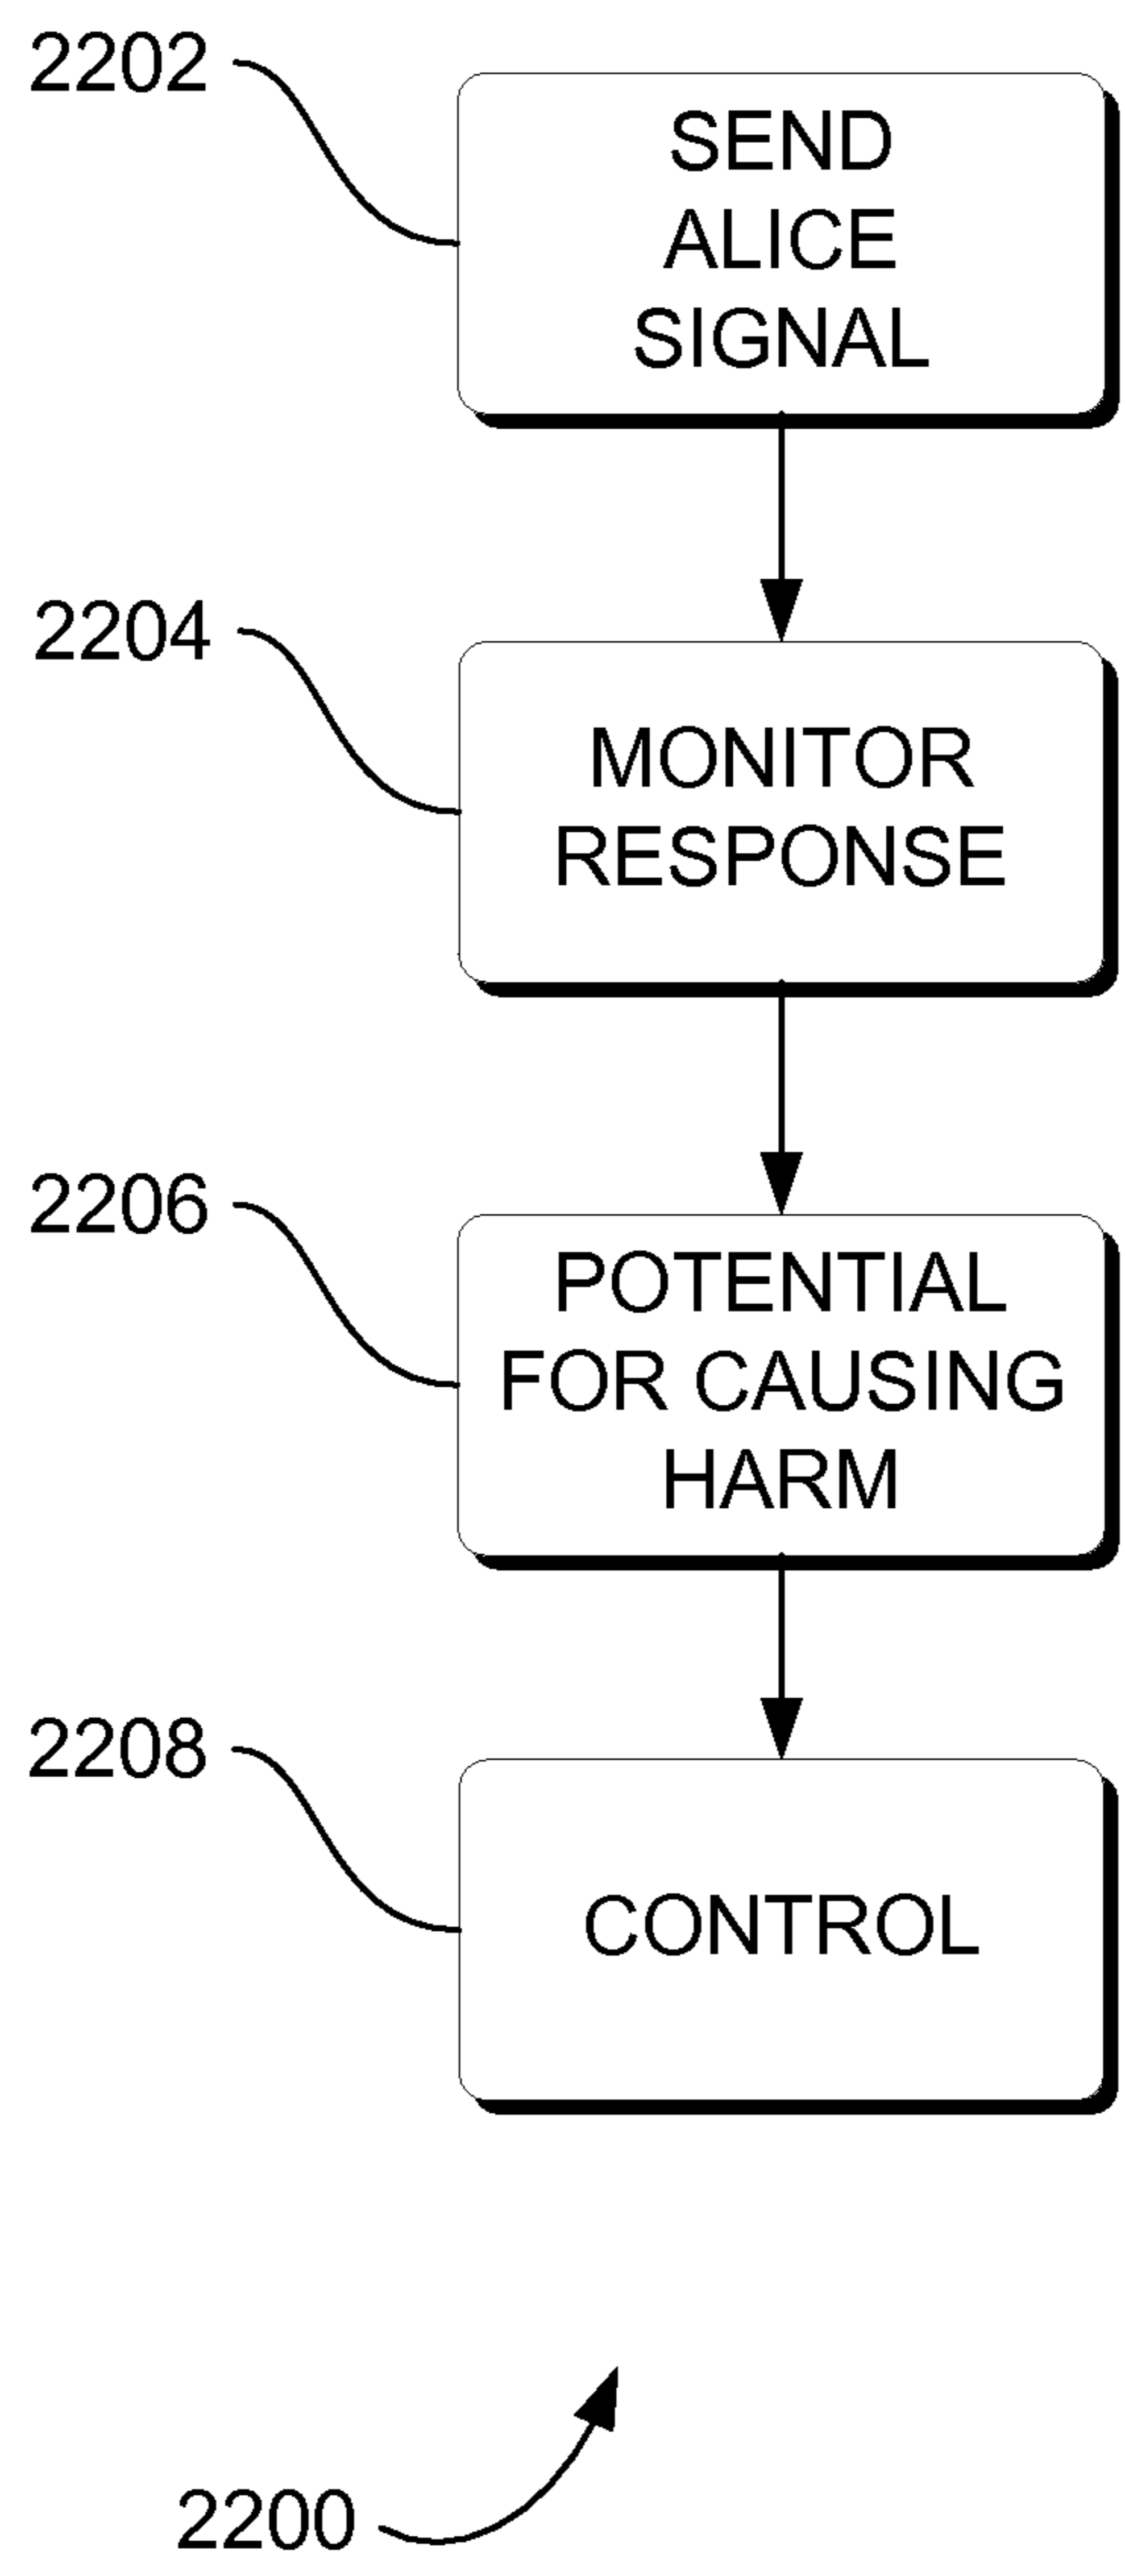 2202
SEND
ALICE
SIGNAL
2204
MONITOR
RESPONSE
2206
POTENTIAL
FOR CAUSING
HARM
2208
CONTROL
2200